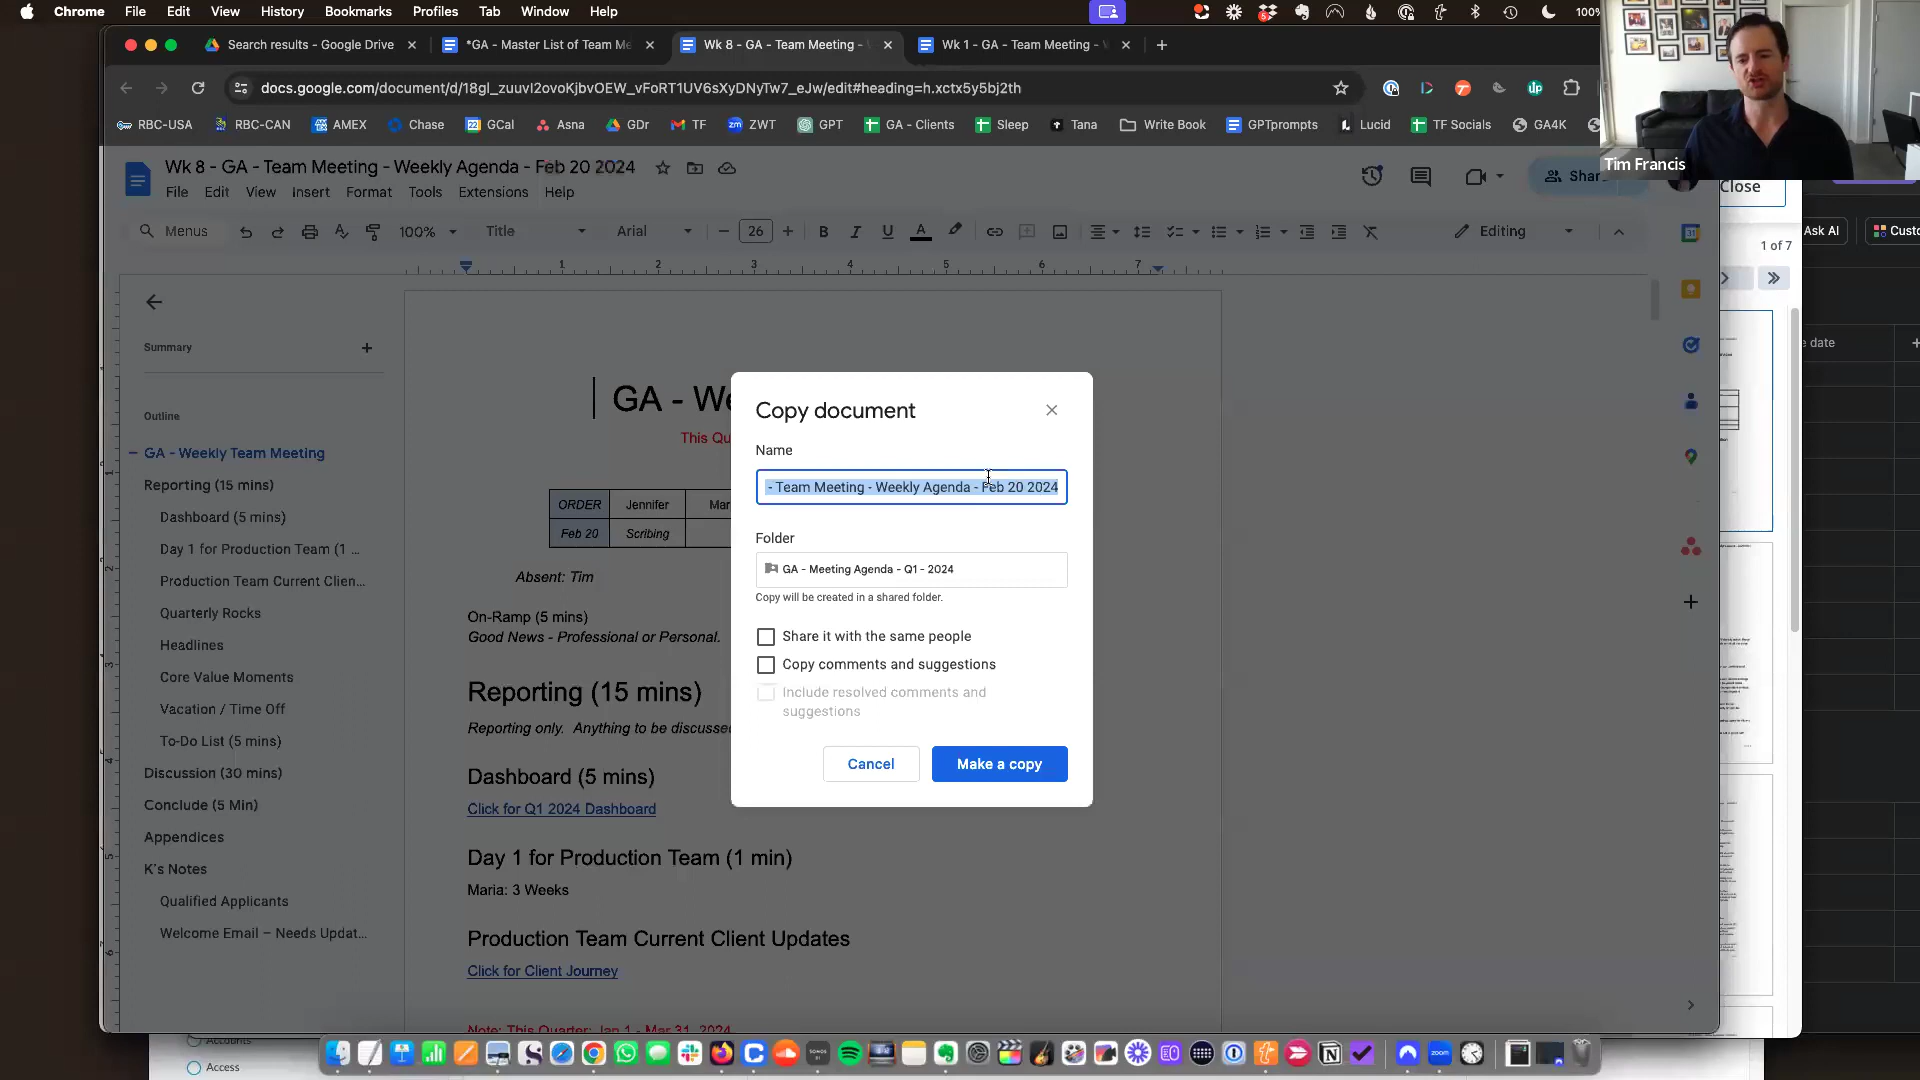 Chrome File Edit View History Bookmarks Profiles Tab Window Help 100%
Search results - Google Drive
*GA - Master List of Team Me
Wk 8 - GA - Team Meeting -
Wk 1 - GA - Team Meeting -
docs.google.com/document/d/18gl_zuuvI2ovoKjbvOEW_vFoRT1UV6sXyDNyTw7_eJw/edit#heading=h.xctx5y5bj2th
RBC-USA RBC-CAN AMEX Chase GCal Asna GDr TF ZWT GPT GA - Clients Sleep Tana Write Book GPTprompts Lucid TF Socials GA4K
Tim Francis
Wk 8 - GA - Team Meeting - Weekly Agenda - Feb 20 2024
File Edit View Insert Format Tools Extensions Help
Share
Close
Menus 100% Title Arial 26 Editing
Ask AI
1 of 7
1 2 3 4 5 6 7
Summary
Outline
GA - Weekly Team Meeting
Reporting (15 mins)
Dashboard (5 mins)
Day 1 for Production Team (1 ...
Production Team Current Clien...
Quarterly Rocks
Headlines
Core Value Moments
Vacation / Time Off
To-Do List (5 mins)
Discussion (30 mins)
Conclude (5 Min)
Appendices
K's Notes
Qualified Applicants
Welcome Email – Needs Updat...
GA - We
This Qu
ORDER Jennifer Mar
Feb 20 Scribing
Absent: Tim
On-Ramp (5 mins)
Good News - Professional or Personal.
Reporting (15 mins)
Reporting only. Anything to be discusse
Dashboard (5 mins)
Click for Q1 2024 Dashboard
Day 1 for Production Team (1 min)
Maria: 3 Weeks
Production Team Current Client Updates
Click for Client Journey
Note: This Quarter: Jan 1 - Mar 31, 2024
Copy document
Name
- Team Meeting - Weekly Agenda - Feb 20 2024
Folder
GA - Meeting Agenda - Q1 - 2024
Copy will be created in a shared folder.
Share it with the same people
Copy comments and suggestions
Include resolved comments and
suggestions
Cancel
Make a copy
date
Accounts
Access